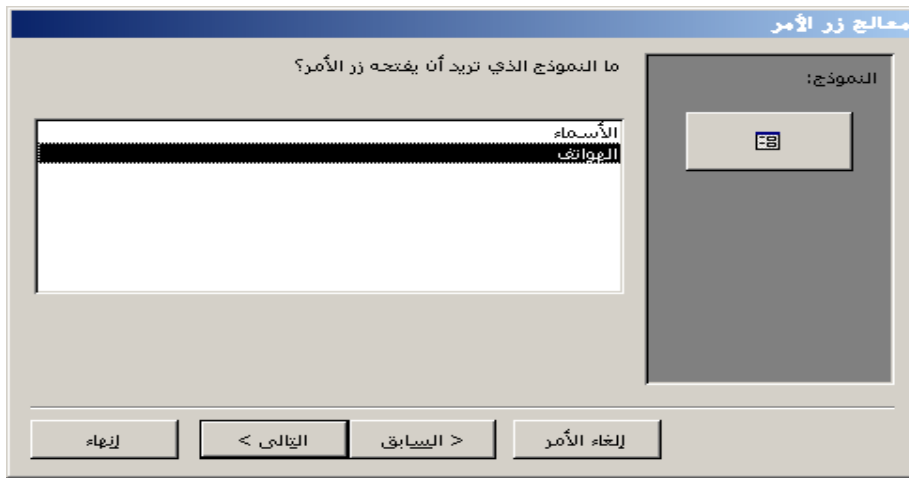 معالج زر الأمر
النموذج:
ما النموذج الذي تريد أن يفتحه زر الأمر؟
الأسماء
الهواتف
إلغاء الأمر
< السابق
التالي >
إنهاء